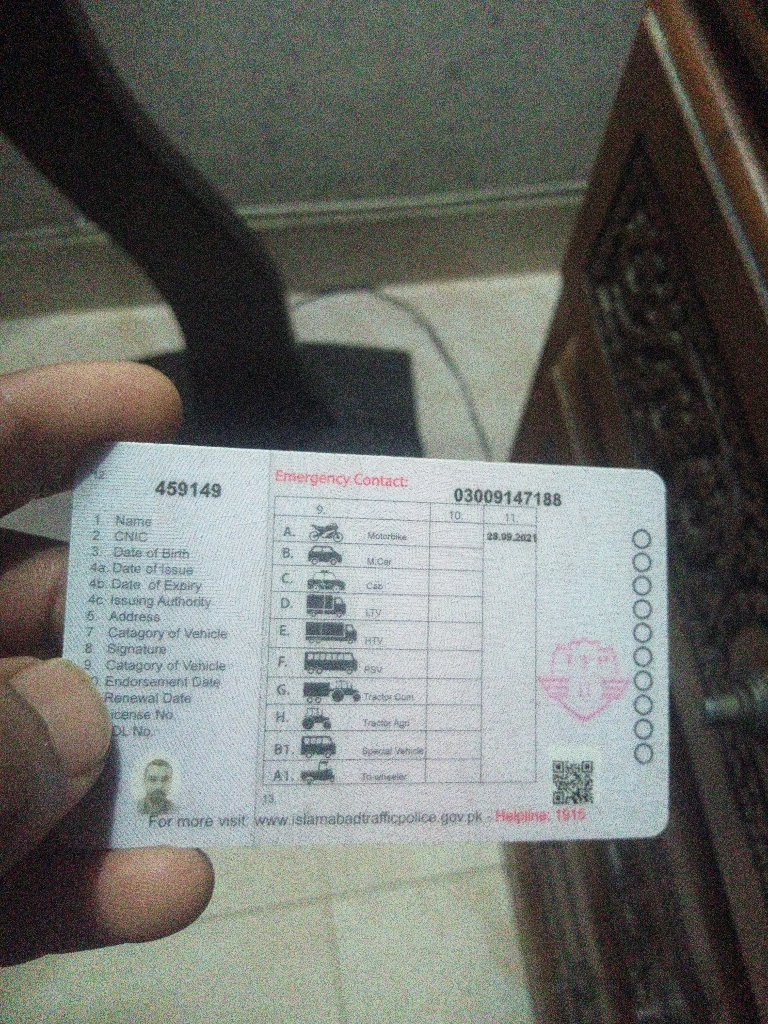 12
459149
1 Name
2 CNIC
3. Date of Birth
4a. Date of Issue
4b. Date of Expiry
4c. Issuing Authority
5. Address
7 Catagory of Vehicle
8 Signature
9. Catagory of Vehicle
Endorsement Date
Renewal Date
No.
DL No.
Emergency Contact: 03009147188
9. 10. 11.
A. Motorbike 28.09.2021
B. M.Car
C. Cab
D. LTV
E. HTV
F. PSV
G. Tractor Com
H. Tractor Agri
B1. Special Vehicle
A1. Tri-wheeler
13.
For more visit: www.islamabadtrafficpolice.gov.pk - Helpline: 1915